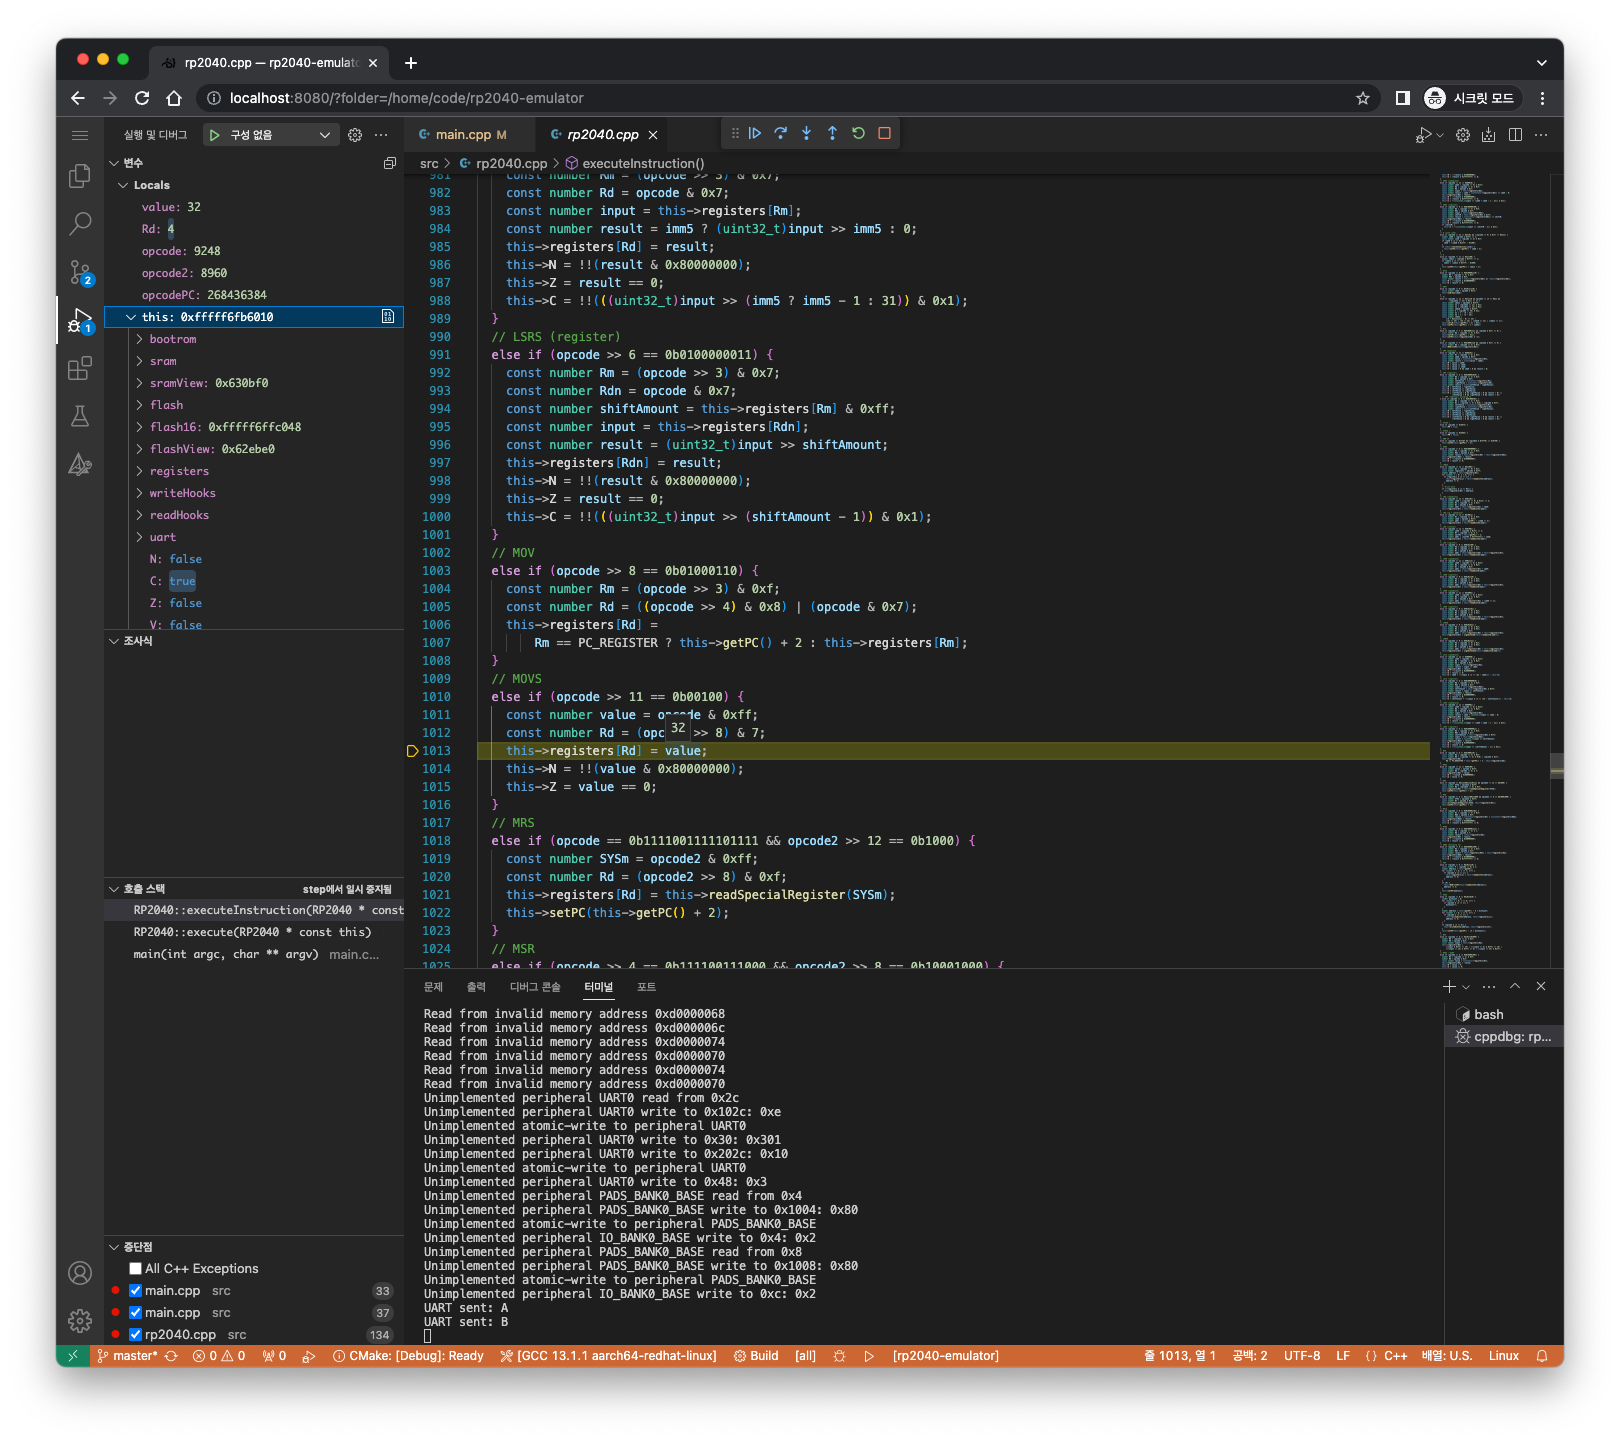 rp2040.cpp — rp2040-emulato
localhost:8080/?folder=/home/code/rp2040-emulator
시크릿 모드
실행 및 디버그
구성 없음
변수
Locals
value: 32
Rd: 4
opcode: 9248
opcode2: 8960
opcodePC: 268436384
this: 0xfffff6fb6010
bootrom
sram
sramView: 0x630bf0
flash
flash16: 0xfffff6ffc048
flashView: 0x62ebe0
registers
writeHooks
readHooks
uart
N: false
C: true
Z: false
V: false
조사식
호출 스택
step에서 일시 중지됨
RP2040::executeInstruction(RP2040 * const
RP2040::execute(RP2040 * const this)
main(int argc, char ** argv) main.c...
중단점
All C++ Exceptions
main.cpp src 33
main.cpp src 37
rp2040.cpp src 134
2
1
main.cpp M
rp2040.cpp
src > rp2040.cpp > executeInstruction()
981 const number Rm = (opcode >> 3) & 0x7;
982 const number Rd = opcode & 0x7;
983 const number input = this->registers[Rm];
984 const number result = imm5 ? (uint32_t)input >> imm5 : 0;
985 this->registers[Rd] = result;
986 this->N = !!(result & 0x80000000);
987 this->Z = result == 0;
988 this->C = !!(((uint32_t)input >> (imm5 ? imm5 - 1 : 31)) & 0x1);
989 }
990 // LSRS (register)
991 else if (opcode >> 6 == 0b0100000011) {
992 const number Rm = (opcode >> 3) & 0x7;
993 const number Rdn = opcode & 0x7;
994 const number shiftAmount = this->registers[Rm] & 0xff;
995 const number input = this->registers[Rdn];
996 const number result = (uint32_t)input >> shiftAmount;
997 this->registers[Rdn] = result;
998 this->N = !!(result & 0x80000000);
999 this->Z = result == 0;
1000 this->C = !!(((uint32_t)input >> (shiftAmount - 1)) & 0x1);
1001 }
1002 // MOV
1003 else if (opcode >> 8 == 0b01000110) {
1004 const number Rm = (opcode >> 3) & 0xf;
1005 const number Rd = ((opcode >> 4) & 0x8) | (opcode & 0x7);
1006 this->registers[Rd] =
1007 Rm == PC_REGISTER ? this->getPC() + 2 : this->registers[Rm];
1008 }
1009 // MOVS
1010 else if (opcode >> 11 == 0b00100) {
1011 const number value = opcode & 0xff;
1012 const number Rd = (opc 32 >> 8) & 7;
1013 this->registers[Rd] = value;
1014 this->N = !!(value & 0x80000000);
1015 this->Z = value == 0;
1016 }
1017 // MRS
1018 else if (opcode == 0b1111001111101111 && opcode2 >> 12 == 0b1000) {
1019 const number SYSm = opcode2 & 0xff;
1020 const number Rd = (opcode2 >> 8) & 0xf;
1021 this->registers[Rd] = this->readSpecialRegister(SYSm);
1022 this->setPC(this->getPC() + 2);
1023 }
1024 // MSR
1025 else if (opcode >> 4 == 0b111100111000 && opcode2 >> 8 == 0b10001000) {
문제 출력 디버그 콘솔 터미널 포트
bash
cppdbg: rp...
Read from invalid memory address 0xd0000068
Read from invalid memory address 0xd000006c
Read from invalid memory address 0xd0000074
Read from invalid memory address 0xd0000070
Read from invalid memory address 0xd0000074
Read from invalid memory address 0xd0000070
Unimplemented peripheral UART0 read from 0x2c
Unimplemented peripheral UART0 write to 0x102c: 0xe
Unimplemented atomic-write to peripheral UART0
Unimplemented peripheral UART0 write to 0x30: 0x301
Unimplemented peripheral UART0 write to 0x202c: 0x10
Unimplemented atomic-write to peripheral UART0
Unimplemented peripheral UART0 write to 0x48: 0x3
Unimplemented peripheral PADS_BANK0_BASE read from 0x4
Unimplemented peripheral PADS_BANK0_BASE write to 0x1004: 0x80
Unimplemented atomic-write to peripheral PADS_BANK0_BASE
Unimplemented peripheral IO_BANK0_BASE write to 0x4: 0x2
Unimplemented peripheral PADS_BANK0_BASE read from 0x8
Unimplemented peripheral PADS_BANK0_BASE write to 0x1008: 0x80
Unimplemented atomic-write to peripheral PADS_BANK0_BASE
Unimplemented peripheral IO_BANK0_BASE write to 0xc: 0x2
UART sent: A
UART sent: B
master* 0 0 0 CMake: [Debug]: Ready [GCC 13.1.1 aarch64-redhat-linux] Build [all] [rp2040-emulator] 줄 1013, 열 1 공백: 2 UTF-8 LF C++ 배열: U.S. Linux